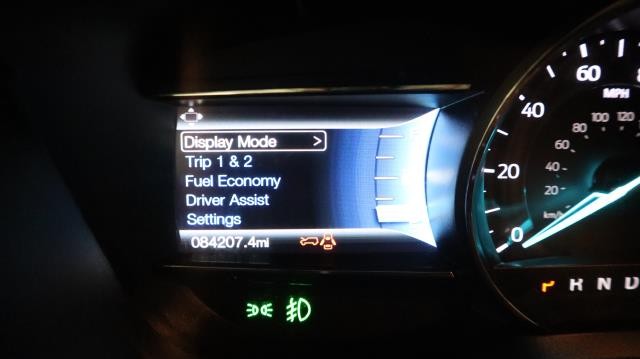 Display Mode >
Trip 1 & 2
Fuel Economy
Driver Assist
Settings
084207.4mi
60
MPH
40
100
120
80
60
20
40
20
km/h
0
P R N D